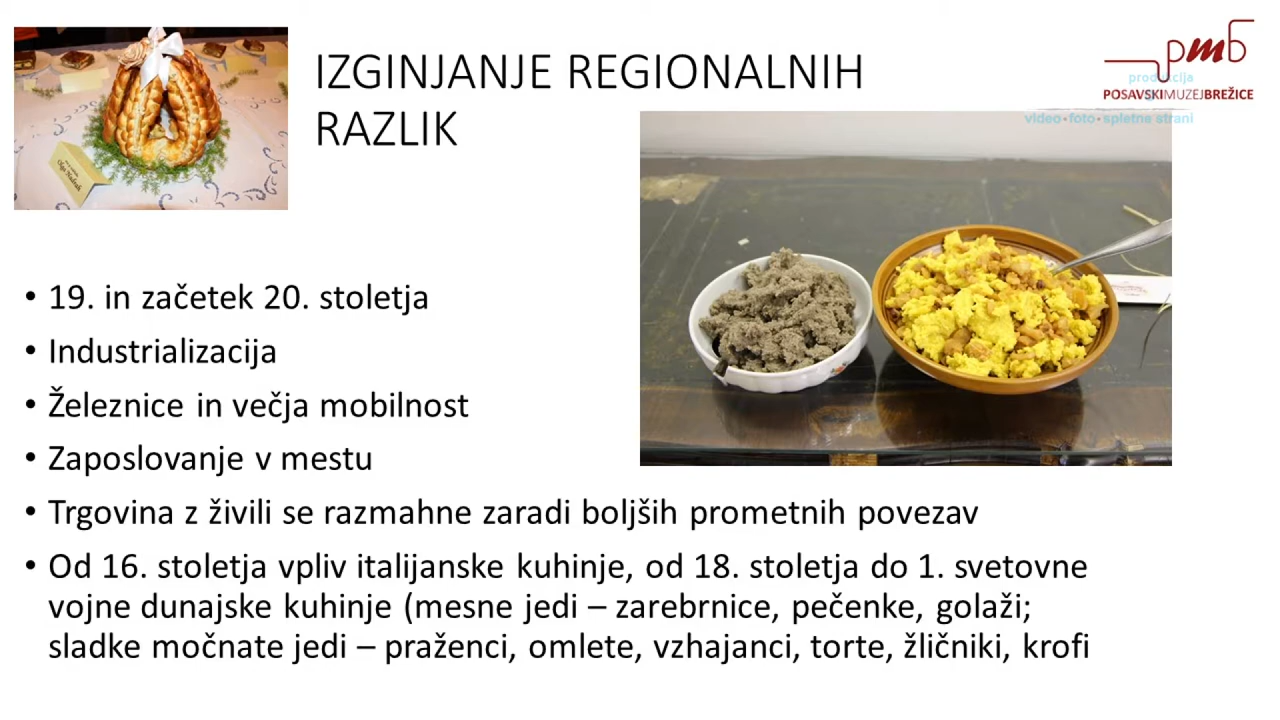 IZGINJANJE REGIONALNIH
RAZLIK
pmb
produkcija
POSAVSKIMUZEJBREŽICE
video•foto•spletne strani
• 19. in začetek 20. stoletja
• Industrializacija
• Železnice in večja mobilnost
• Zaposlovanje v mestu
• Trgovina z živili se razmahne zaradi boljših prometnih povezav
• Od 16. stoletja vpliv italijanske kuhinje, od 18. stoletja do 1. svetovne
vojne dunajske kuhinje (mesne jedi – zarebrnice, pečenke, golaži;
sladke močnate jedi – praženci, omlete, vzhajanci, torte, žličniki, krofi